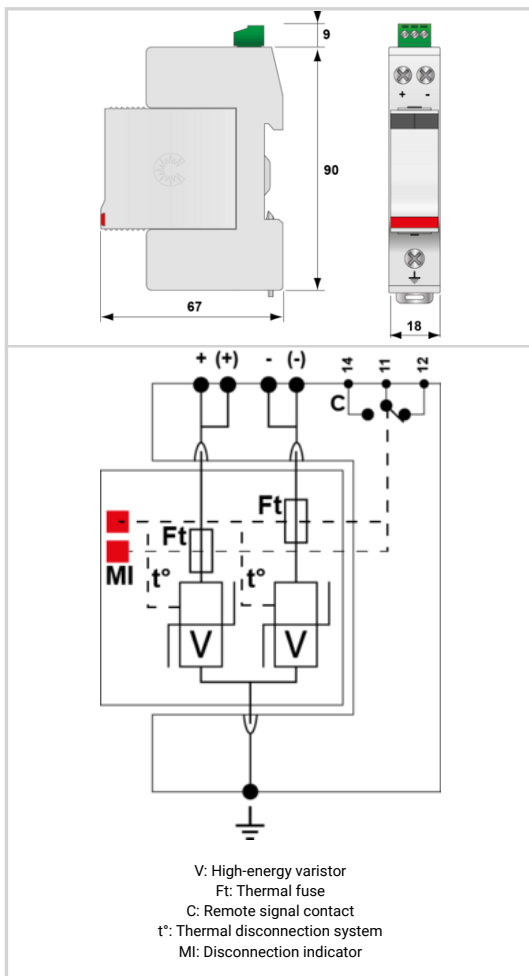 9
90
67
+ -
18
+ (+) - (-) 14 11 12
C
Ft
Ft
MI
t°
t°
V
V
V: High-energy varistor
Ft: Thermal fuse
C: Remote signal contact
t°: Thermal disconnection system
MI: Disconnection indicator